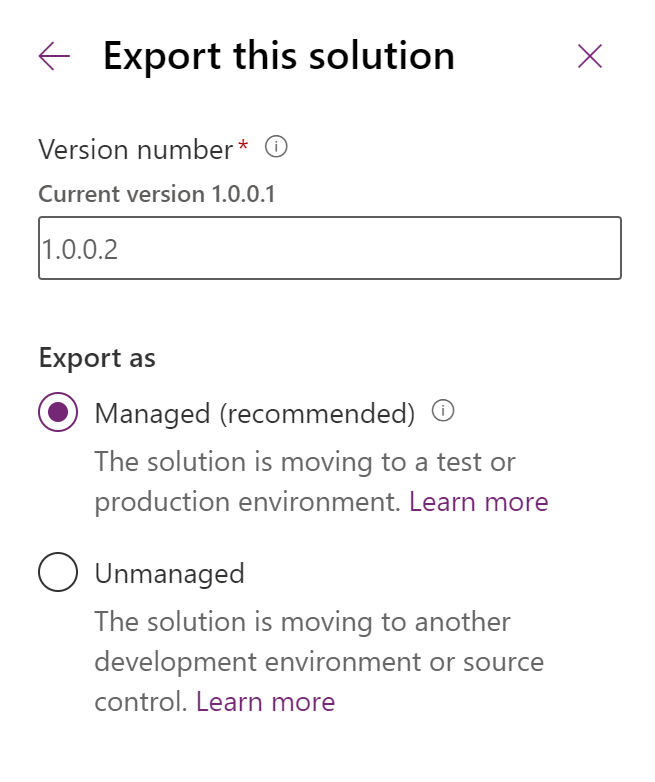 Export this solution
Version number*
Current version 1.0.0.1
1.0.0.2
Export as
Managed (recommended)
The solution is moving to a test or
production environment. Learn more
Unmanaged
The solution is moving to another
development environment or source
control. Learn more